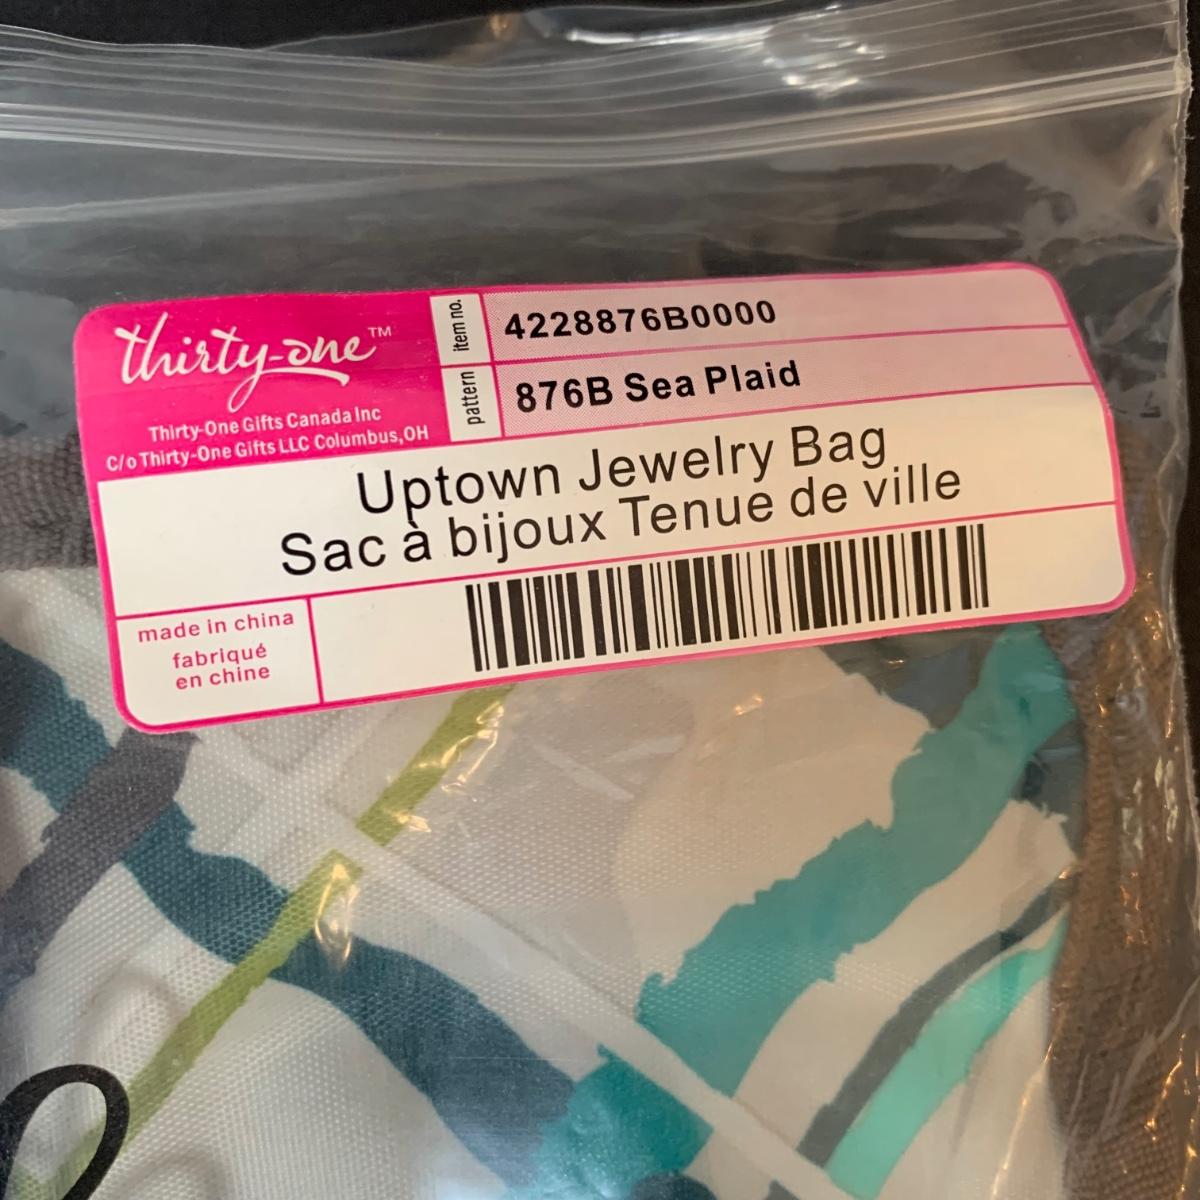 thirty-one™
Thirty-One Gifts Canada Inc
C/o Thirty-One Gifts LLC Columbus,OH
item no.
4228876B0000
pattern
876B Sea Plaid
Uptown Jewelry Bag
Sac à bijoux Tenue de ville
made in china
fabriqué
en chine